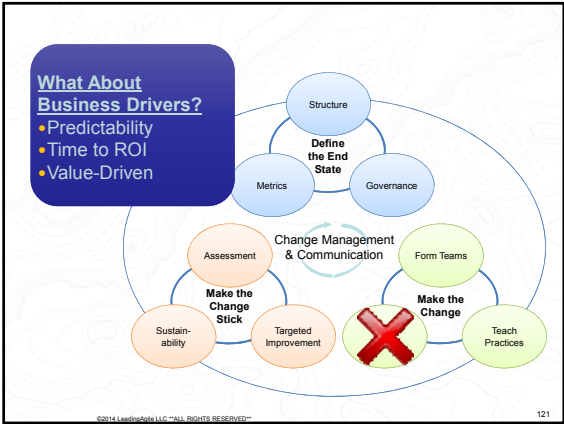 What About
Business Drivers?
•Predictability
•Time to ROI
•Value-Driven
Structure
Define
the End
State
Metrics
Governance
Change Management
& Communication
Assessment
Make the
Change
Stick
Sustain-
ability
Targeted
Improvement
Form Teams
Make the
Change
Teach
Practices
©2014 LeadingAgile LLC **ALL RIGHTS RESERVED**
121